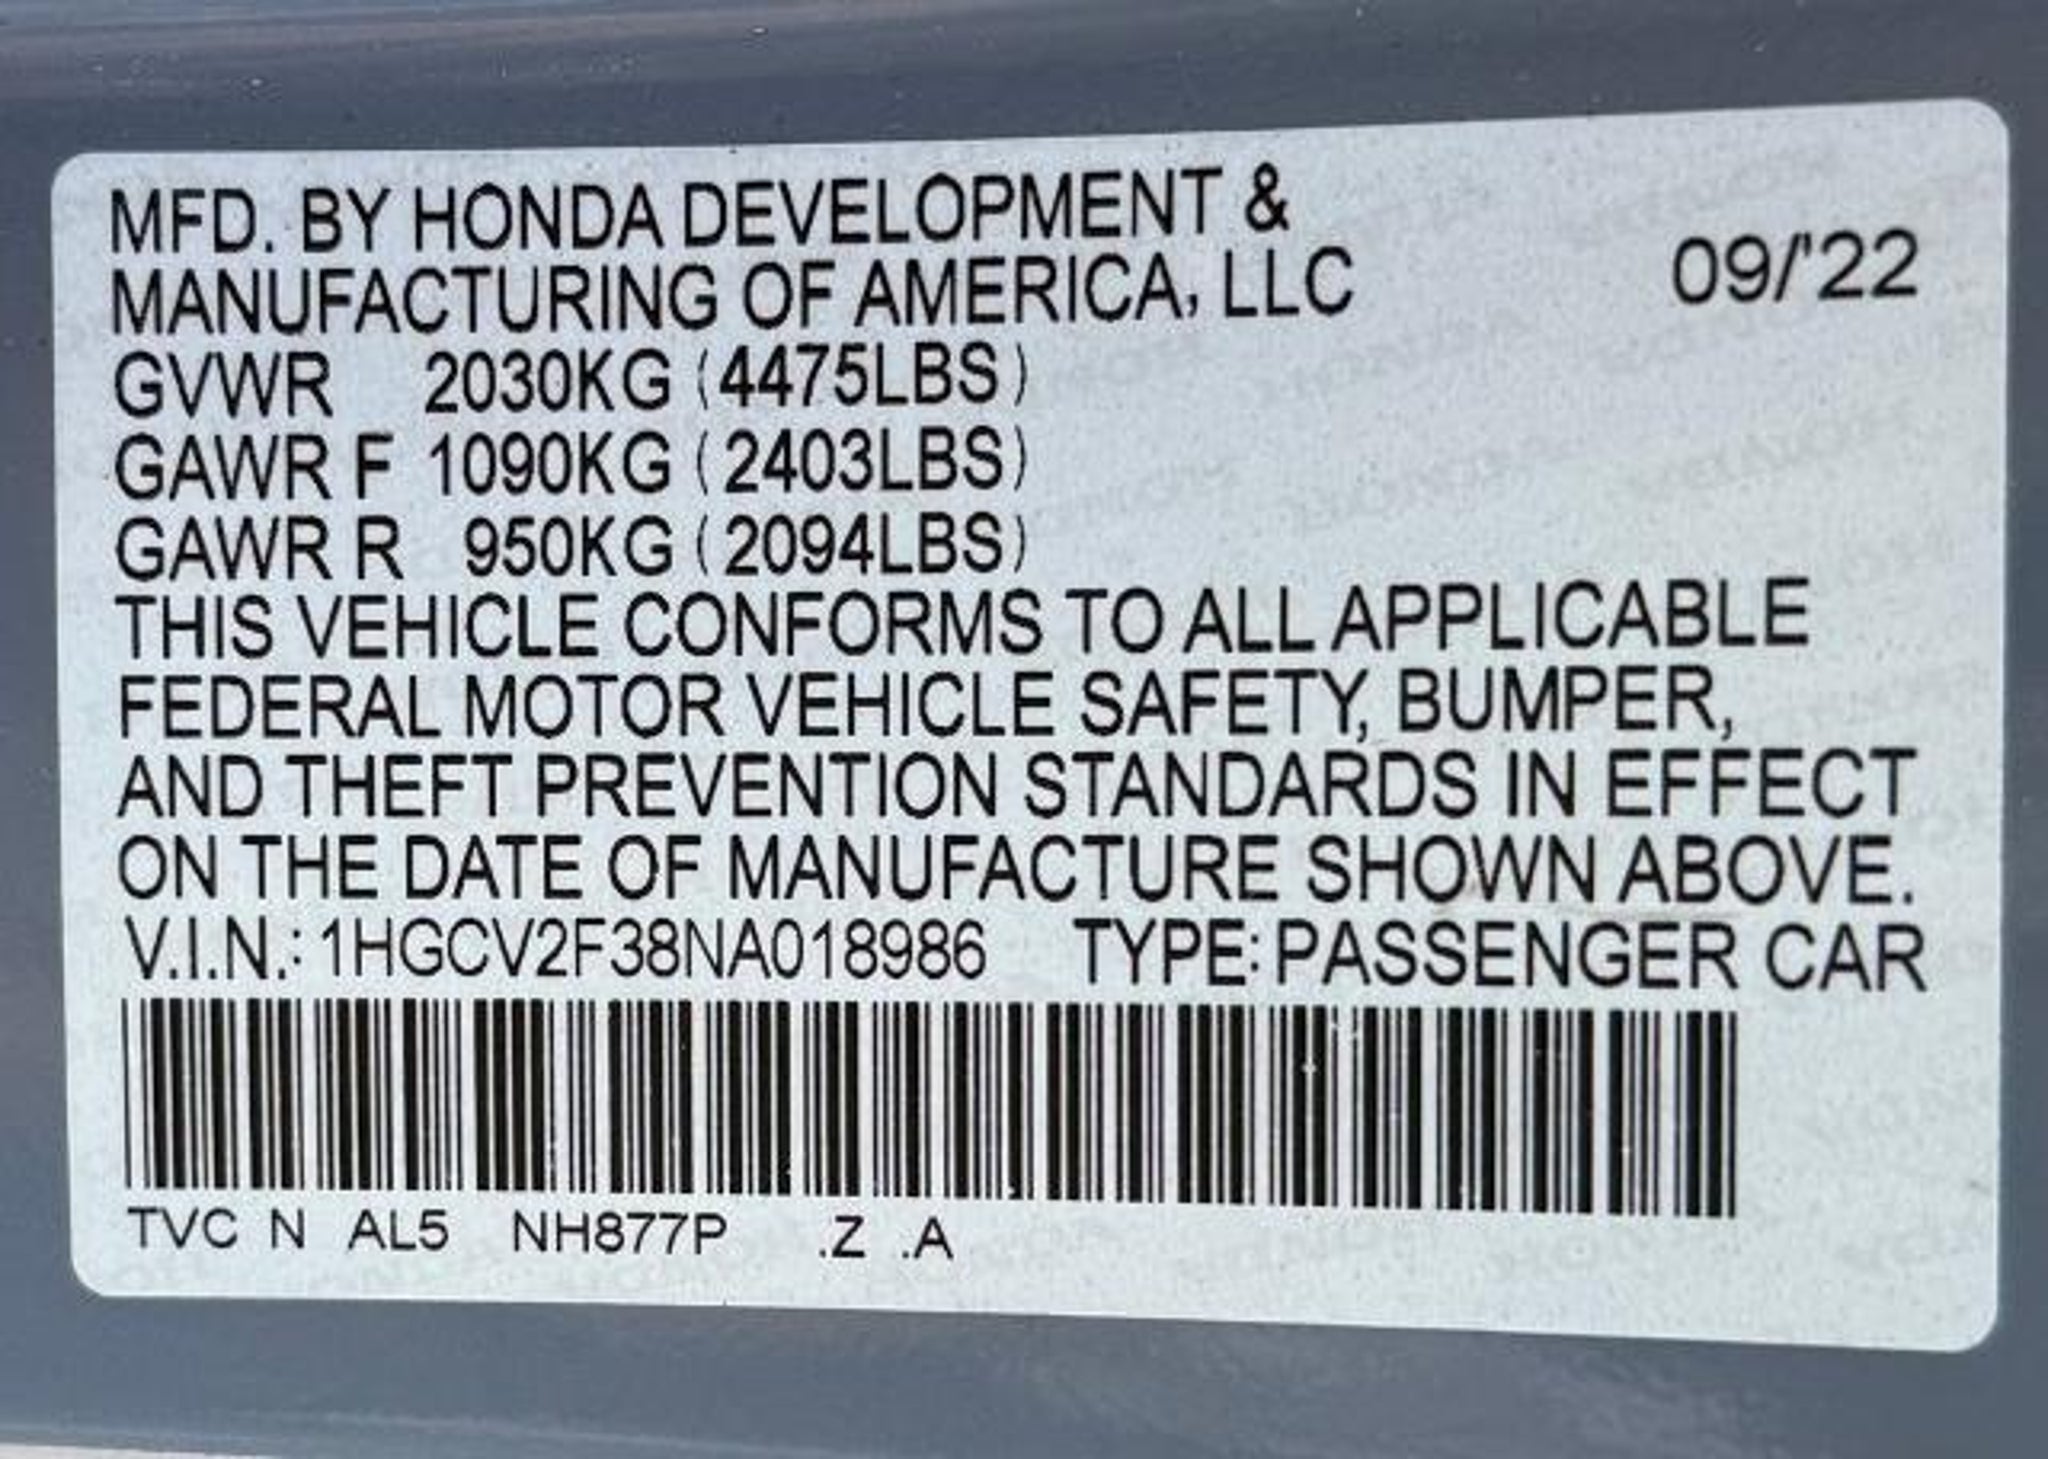 MFD. BY HONDA DEVELOPMENT &
MANUFACTURING OF AMERICA, LLC 09/'22
GVWR 2030KG (4475LBS)
GAWR F 1090KG (2403LBS)
GAWR R 950KG (2094LBS)
THIS VEHICLE CONFORMS TO ALL APPLICABLE
FEDERAL MOTOR VEHICLE SAFETY, BUMPER,
AND THEFT PREVENTION STANDARDS IN EFFECT
ON THE DATE OF MANUFACTURE SHOWN ABOVE.
V.I.N.: 1HGCV2F38NA018986 TYPE: PASSENGER CAR
TVC N AL5 NH877P .Z .A